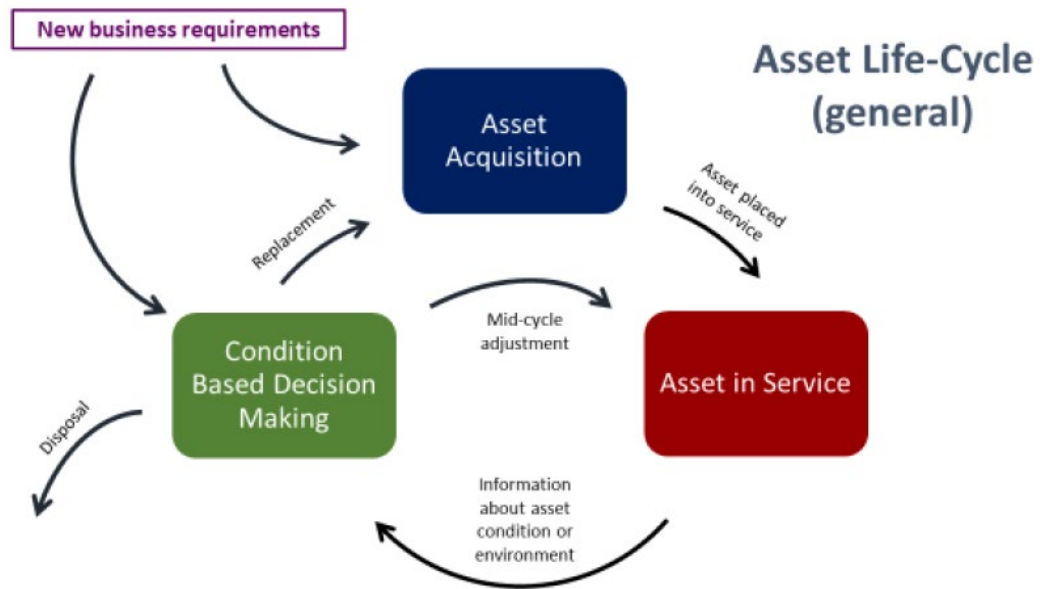 New business requirements
Asset Life-Cycle
(general)
Asset
Acquisition
Asset placed
into service
Replacement
Mid-cycle
adjustment
Condition
Based Decision
Making
Asset in Service
Disposal
Information
about asset
condition or
environment